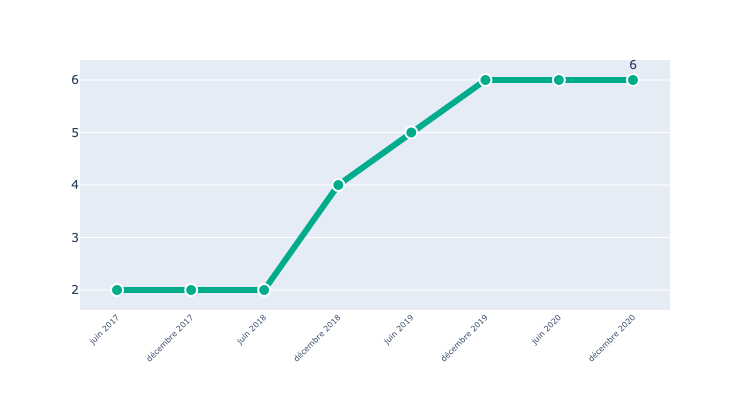 6
6
5
4
3
2
juin 2017
décembre 2017
juin 2018
décembre 2018
juin 2019
décembre 2019
juin 2020
décembre 2020